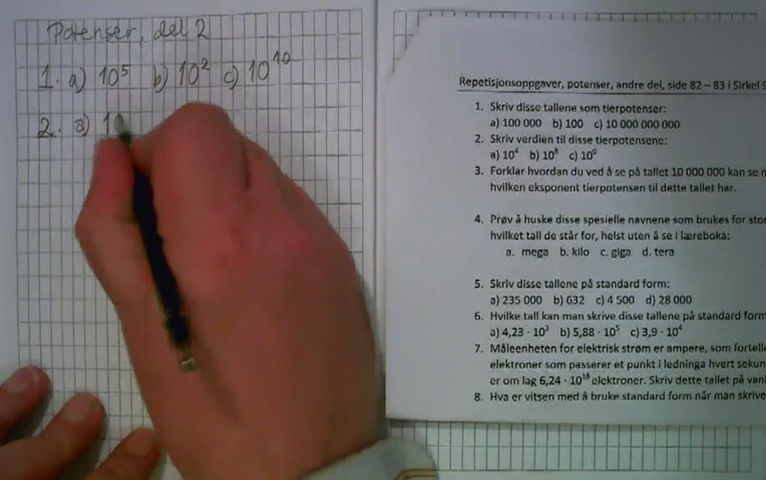 Potenser, del 2
1. a) 10⁵ b) 10² c) 10¹⁰
2. a) 10
Repetisjonsoppgaver, potenser, andre del, side 82 – 83 i Sirkel 9
1. Skriv disse tallene som tierpotenser:
a) 100 000 b) 100 c) 10 000 000 000
2. Skriv verdien til disse tierpotensene:
a) 10⁴ b) 10⁸ c) 10⁰
3. Forklar hvordan du ved å se på tallet 10 000 000 kan se
hvilken eksponent tierpotensen til dette tallet har.
4. Prøv å huske disse spesielle navnene som brukes for
hvilket tall de står for, helst uten å se i læreboka:
a. mega b. kilo c. giga d. tera
5. Skriv disse tallene på standard form:
a) 235 000 b) 632 c) 4 500 d) 28 000
6. Hvilke tall kan man skrive disse tallene på standard form
a) 4,23 · 10³ b) 5,88 · 10⁵ c) 3,9 · 10⁴
7. Måleenheten for elektrisk strøm er ampere, som
elektroner som passerer et punkt i ledninga hvert
er om lag 6,24 · 10¹⁸ elektroner. Skriv dette tallet på
8. Hva er vitsen med å bruke standard form når man